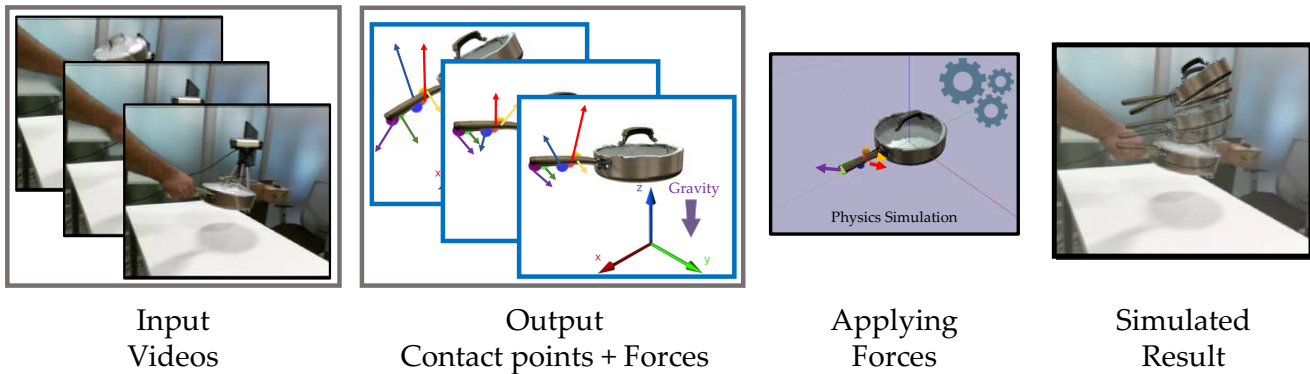 x
z
Gravity
x
y
Physics Simulation
Input
Videos
Output
Contact points + Forces
Applying
Forces
Simulated
Result